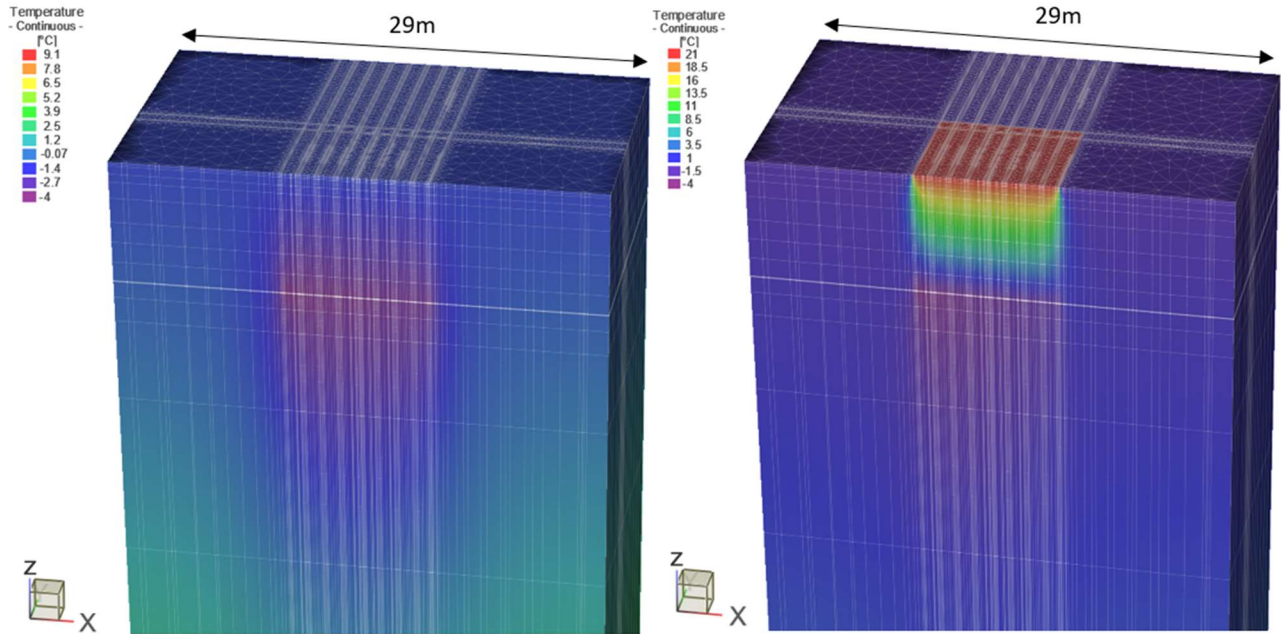 Temperature
- Continuous -
[°C]
9.1
7.8
6.5
5.2
3.9
2.5
1.2
-0.07
-1.4
-2.7
-4
29m
Z
X
Temperature
- Continuous -
[°C]
21
18.5
16
13.5
11
8.5
6
3.5
1
-1.5
-4
29m
Z
X